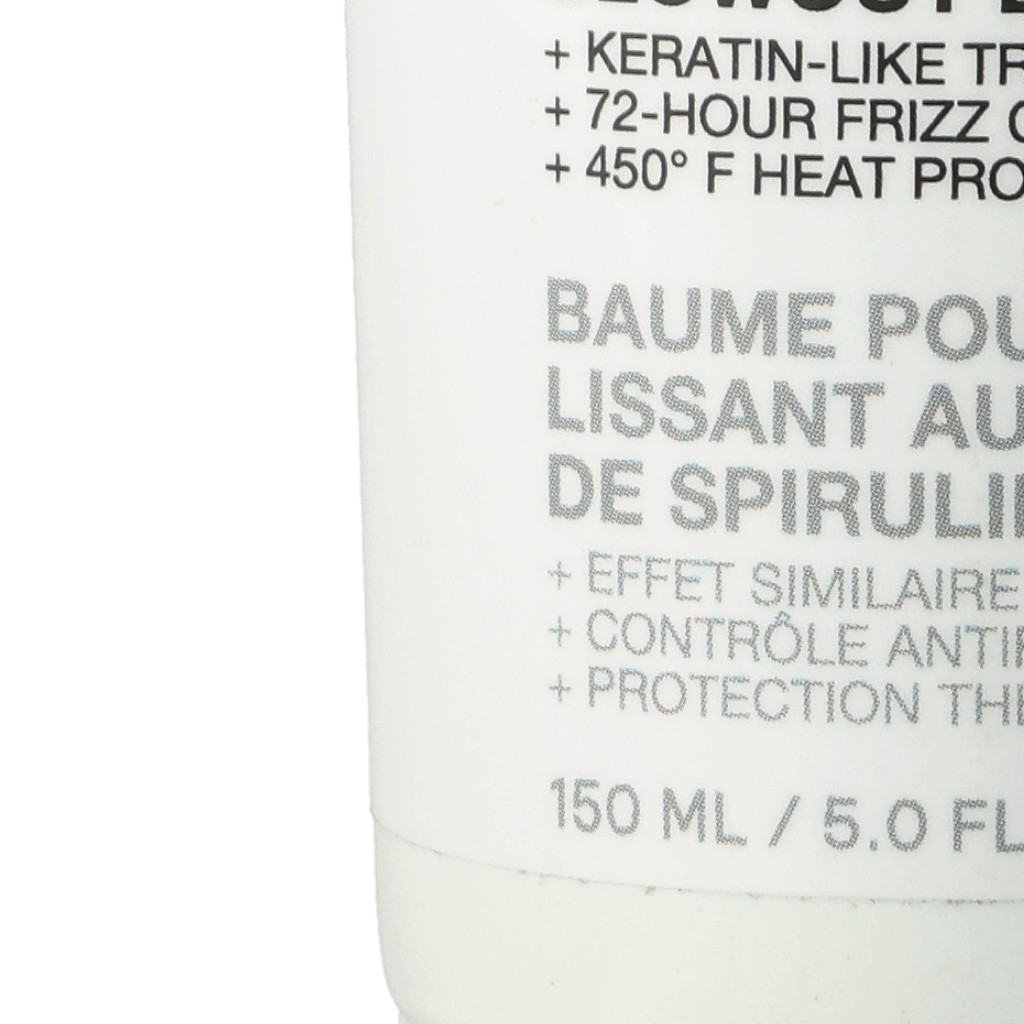 + KERATIN-LIKE TR
+ 72-HOUR FRIZZ C
+ 450° F HEAT PRO
BAUME POU
LISSANT AU
DE SPIRULI
+ EFFET SIMILAIRE
+ CONTRÔLE ANTI
+ PROTECTION THE
150 ML / 5.0 FL